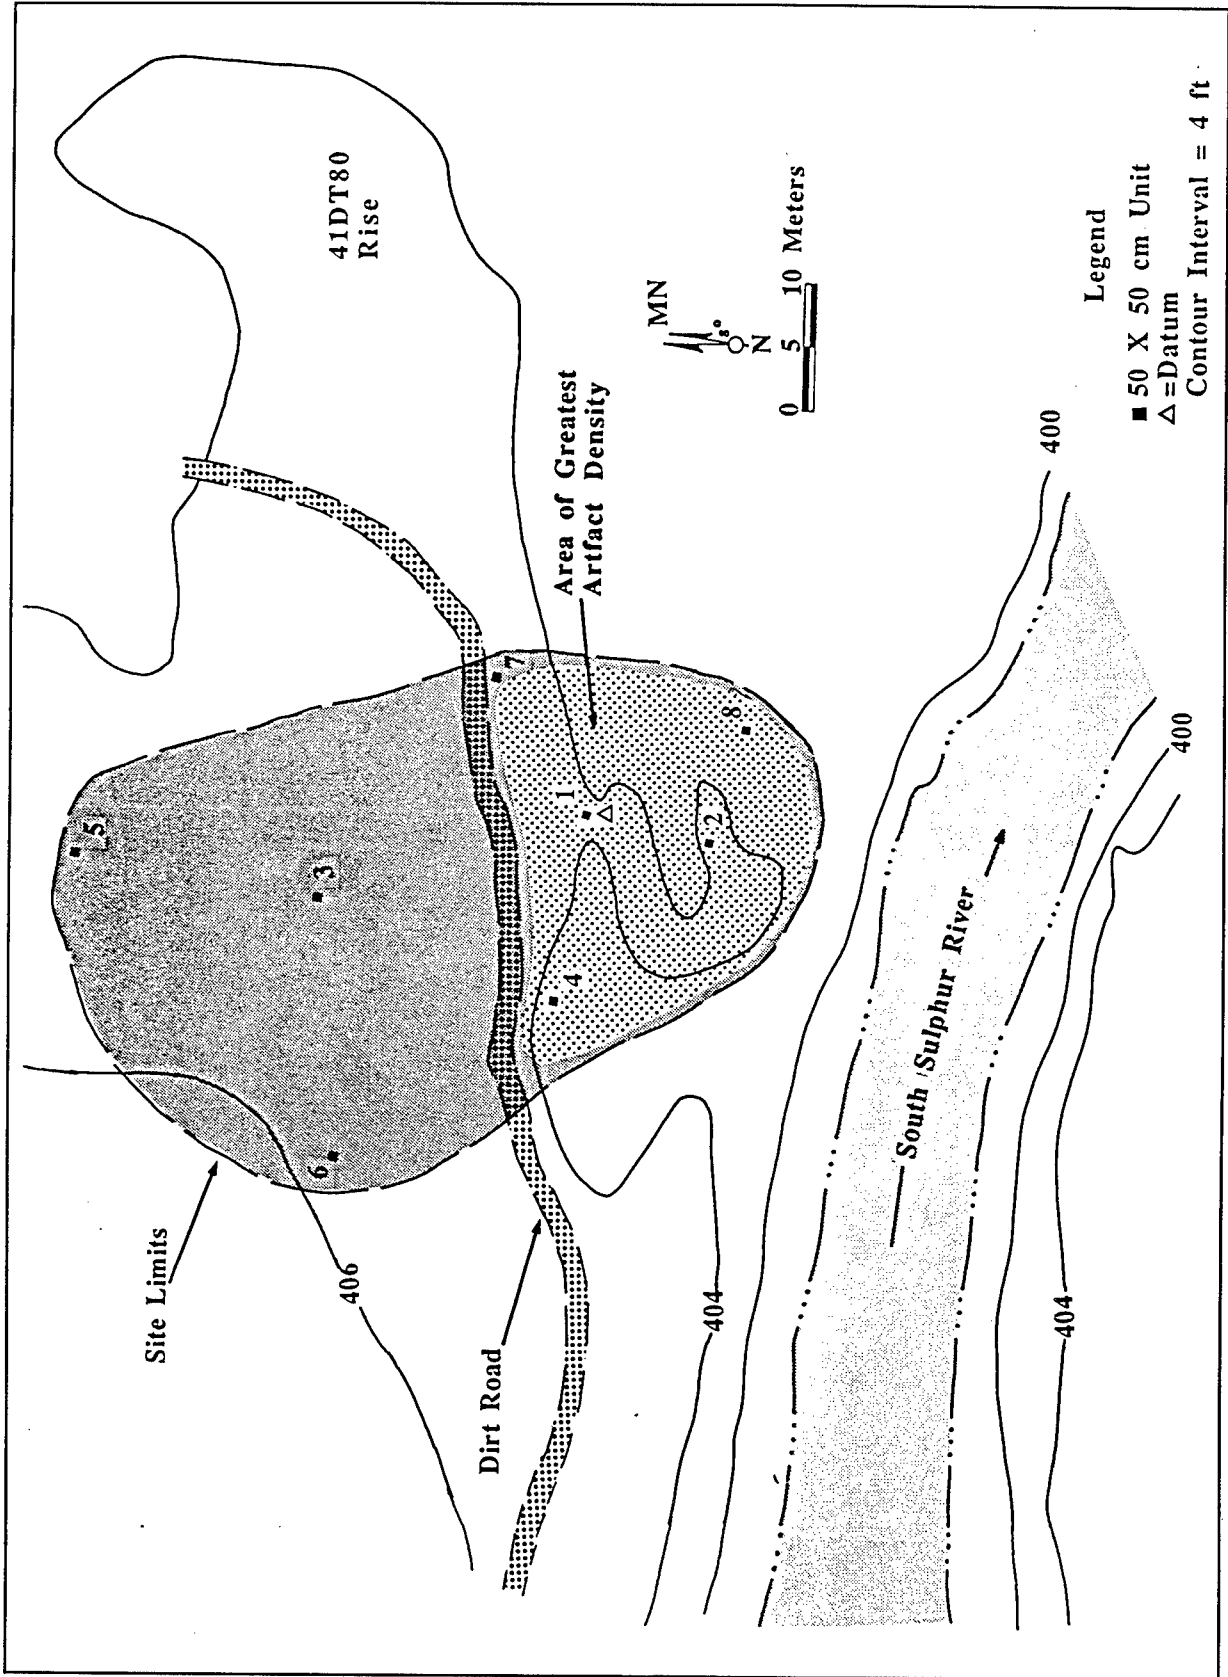 Site Limits
406
Dirt Road
6
5
3
4
1
2
7
8
41DT80
Rise
Area of Greatest
Artfact Density
MN
8°
N
0 5 10 Meters
404
South Sulphur River
400
400
404
Legend
■ 50 X 50 cm Unit
△ =Datum
Contour Interval = 4 ft